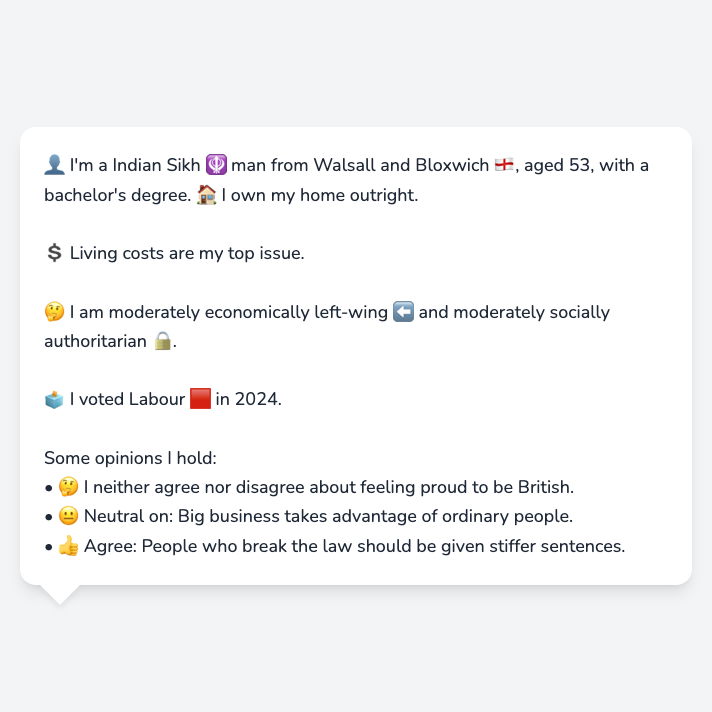 👤 I'm a Indian Sikh 🪯 man from Walsall and Bloxwich 🏴󠁧󠁢󠁥󠁮󠁧󠁿, aged 53, with a
bachelor's degree. 🏠 I own my home outright.
💲 Living costs are my top issue.
🤔 I am moderately economically left-wing ⬅️ and moderately socially
authoritarian 🔒.
🗳️ I voted Labour 🟥 in 2024.
Some opinions I hold:
• 🤔 I neither agree nor disagree about feeling proud to be British.
• 😐 Neutral on: Big business takes advantage of ordinary people.
• 👍 Agree: People who break the law should be given stiffer sentences.